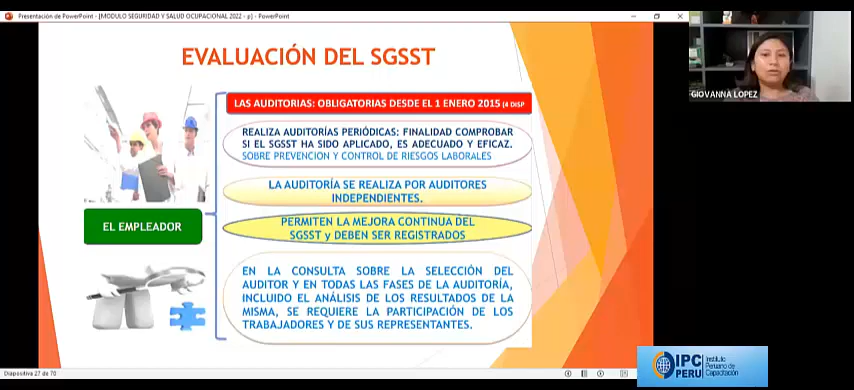 Presentación de PowerPoint - [MODULO SEGURIDAD Y SALUD OCUPACIONAL 2022 - p] - PowerPoint
EVALUACIÓN DEL SGSST
LAS AUDITORIAS: OBLIGATORIAS DESDE EL 1 ENERO 2015 (4 DISP
REALIZA AUDITORÍAS PERIÓDICAS: FINALIDAD COMPROBAR
SI EL SGSST HA SIDO APLICADO, ES ADECUADO Y EFICAZ.
SOBRE PREVENCION Y CONTROL DE RIESGOS LABORALES
LA AUDITORÍA SE REALIZA POR AUDITORES
INDEPENDIENTES.
EL EMPLEADOR
PERMITEN LA MEJORA CONTINUA DEL
SGSST y DEBEN SER REGISTRADOS
EN LA CONSULTA SOBRE LA SELECCIÓN DEL
AUDITOR Y EN TODAS LAS FASES DE LA AUDITORÍA,
INCLUIDO EL ANÁLISIS DE LOS RESULTADOS DE LA
MISMA, SE REQUIERE LA PARTICIPACIÓN DE LOS
TRABAJADORES Y DE SUS REPRESENTANTES.
Diapositiva 27 de 70
GIOVANNA LOPEZ
IPC
PERU
Instituto
Peruano de
Capacitación